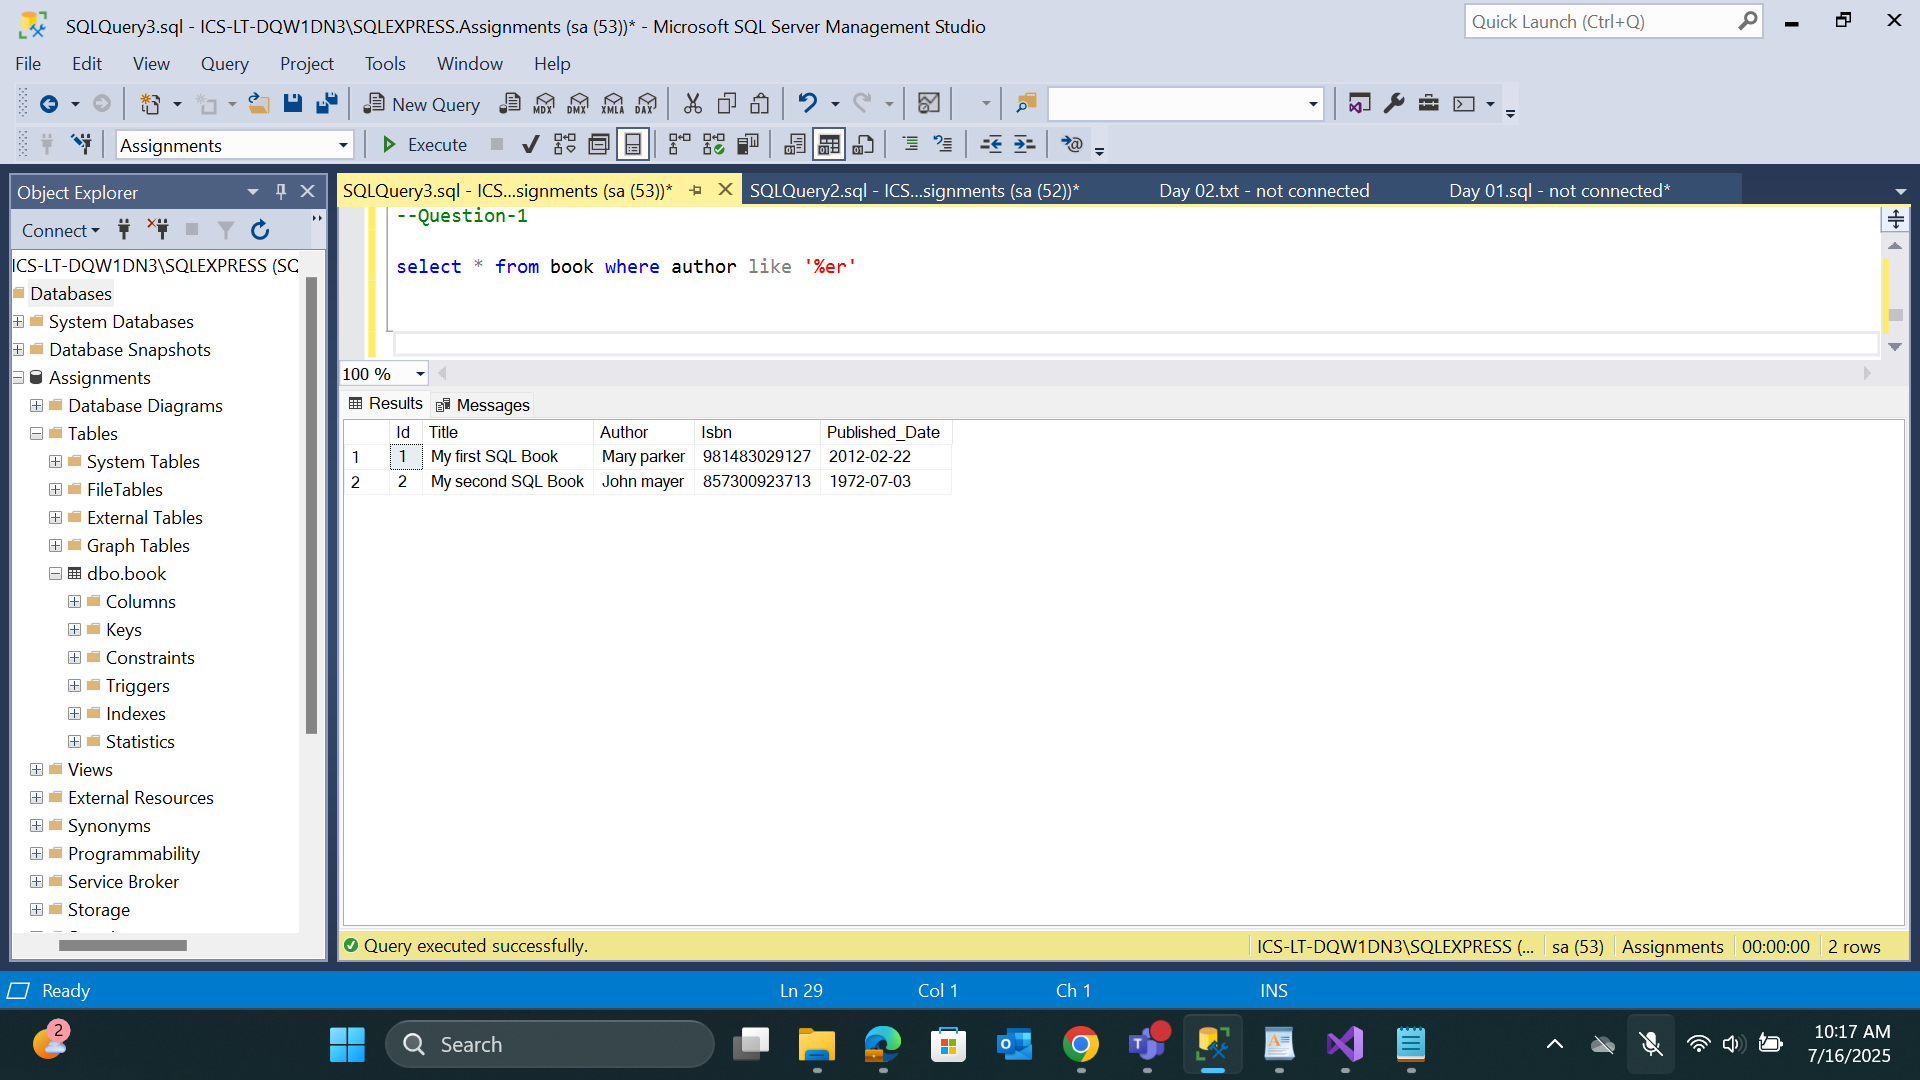 SQLQuery3.sql - ICS-LT-DQW1DN3\SQLEXPRESS.Assignments (sa (53))* - Microsoft SQL Server Management Studio
Quick Launch (Ctrl+Q)
File Edit View Query Project Tools Window Help
New Query
MDX DMX XMLA DAX
Assignments
Execute
Object Explorer
SQLQuery3.sql - ICS...signments (sa (53))*
SQLQuery2.sql - ICS...signments (sa (52))*
Day 02.txt - not connected
Day 01.sql - not connected*
Connect
ICS-LT-DQW1DN3\SQLEXPRESS (SQ
Databases
System Databases
Database Snapshots
Assignments
Database Diagrams
Tables
System Tables
FileTables
External Tables
Graph Tables
dbo.book
Columns
Keys
Constraints
Triggers
Indexes
Statistics
Views
External Resources
Synonyms
Programmability
Service Broker
Storage
--Question-1
select * from book where author like '%er'
100 %
Results Messages
Id Title Author Isbn Published_Date
1 1 My first SQL Book Mary parker 981483029127 2012-02-22
2 2 My second SQL Book John mayer 857300923713 1972-07-03
Query executed successfully.
ICS-LT-DQW1DN3\SQLEXPRESS (... sa (53) Assignments 00:00:00 2 rows
Ready Ln 29 Col 1 Ch 1 INS
2
Search
10:17 AM
7/16/2025